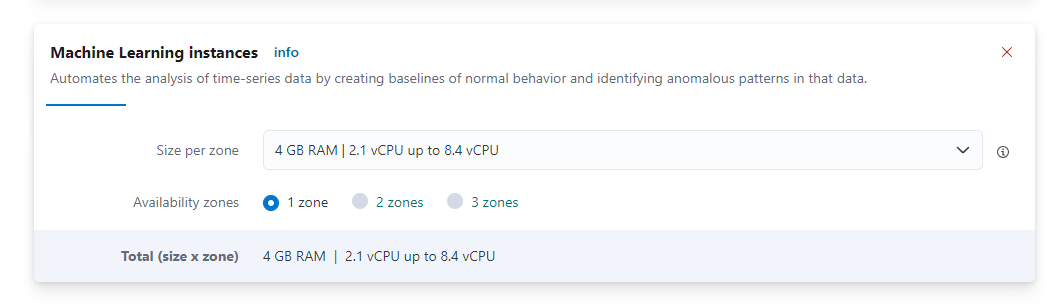 Machine Learning instances info
Automates the analysis of time-series data by creating baselines of normal behavior and identifying anomalous patterns in that data.
Size per zone 4 GB RAM | 2.1 vCPU up to 8.4 vCPU
Availability zones 1 zone 2 zones 3 zones
Total (size x zone) 4 GB RAM | 2.1 vCPU up to 8.4 vCPU